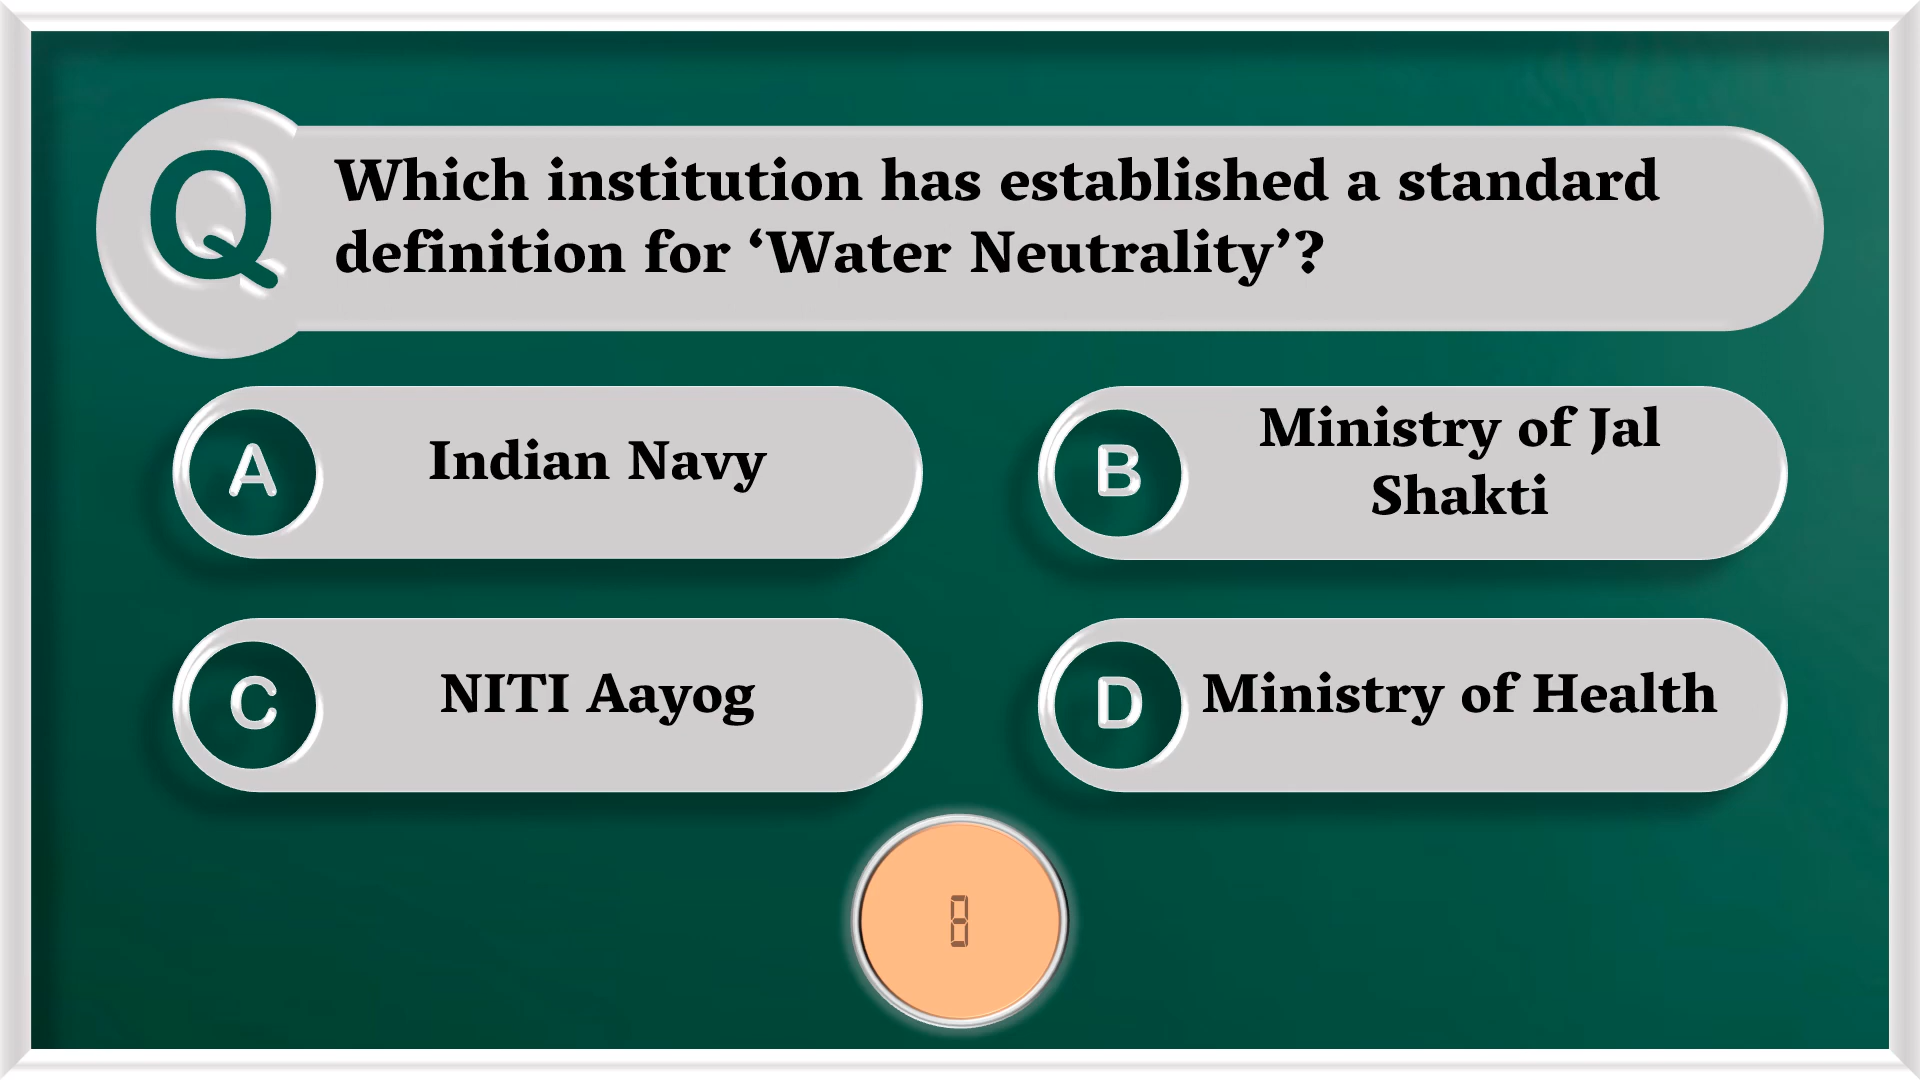 Q
Which institution has established a standard
definition for ‘Water Neutrality’?
A
Indian Navy
B
Ministry of Jal
Shakti
C
NITI Aayog
D
Ministry of Health
8